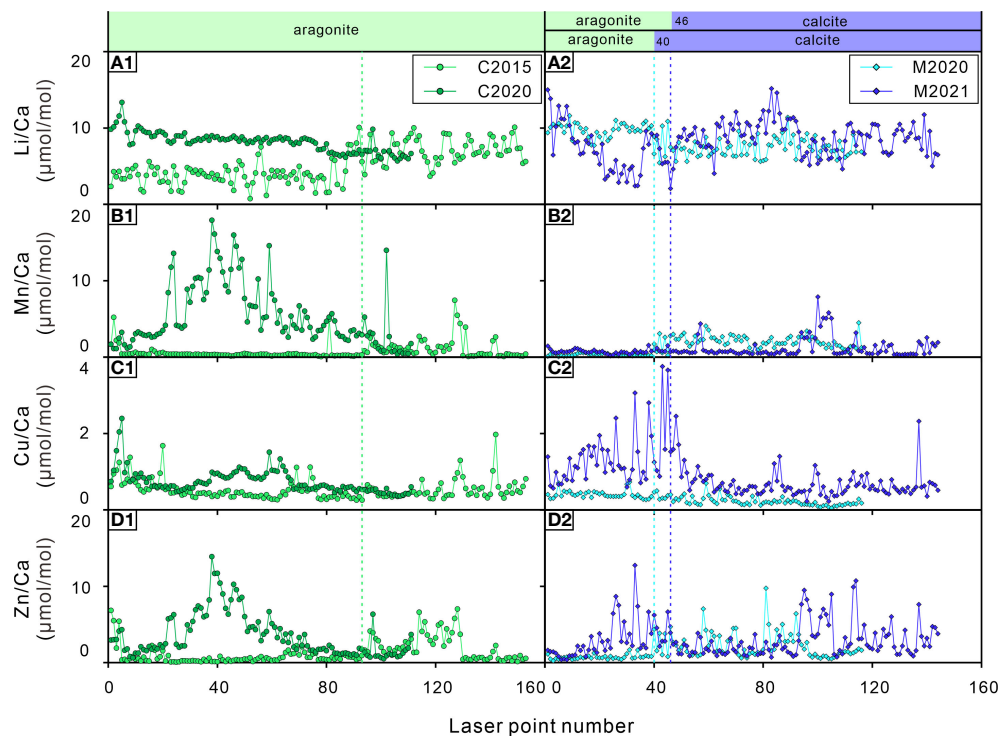 aragonite
aragonite 46 calcite
aragonite 40 calcite
A1
C2015
C2020
A2
M2020
M2021
20
10
0
Li/Ca
(μmol/mol)
B1
B2
20
10
0
Mn/Ca
(μmol/mol)
C1
C2
4
2
0
Cu/Ca
(μmol/mol)
D1
D2
20
10
0
Zn/Ca
(μmol/mol)
0 40 80 120 160 0 40 80 120 160
Laser point number